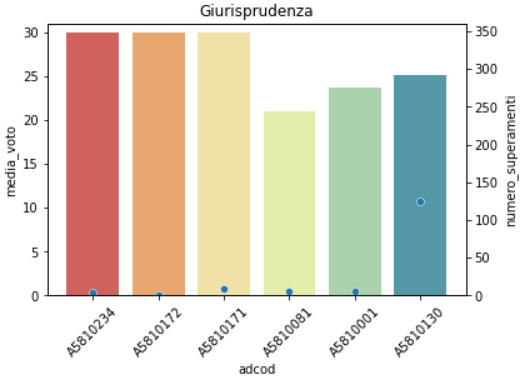 Giurisprudenza
30
25
20
15
10
5
0
media_voto
350
300
250
200
150
100
50
0
numero_superamenti
A5810234
A5810172
A5810171
A5810081
A5810001
A5810130
adcod